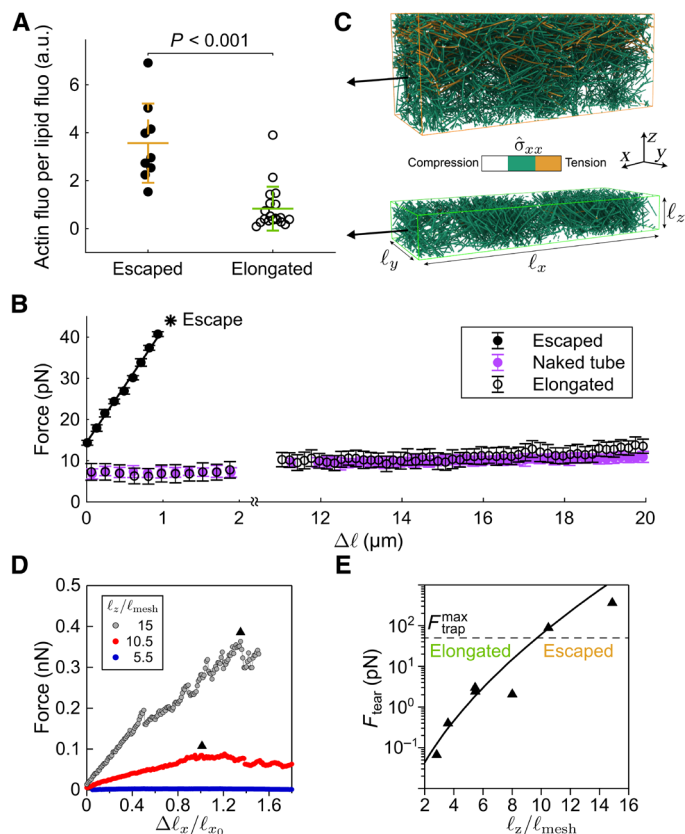 A
Actin fluo per lipid fluo (a.u.)
6
4
2
0
P < 0.001
Escaped
Elongated
C
σ̂xx
Compression
Tension
z
x
y
ℓz
ℓy
ℓx
B
Force (pN)
40
30
20
10
0
Escape
Escaped
Naked tube
Elongated
0
1
2
12
14
16
18
20
Δℓ (µm)
D
Force (nN)
0.5
0.4
0.3
0.2
0.1
0
ℓz/ℓmesh
15
10.5
5.5
0
0.4
0.8
1.2
1.6
Δℓx/ℓx0
E
Ftear (pN)
10²
10¹
10⁰
10⁻¹
Fmaxtrap
Elongated
Escaped
2
4
6
8
10
12
14
16
ℓz/ℓmesh